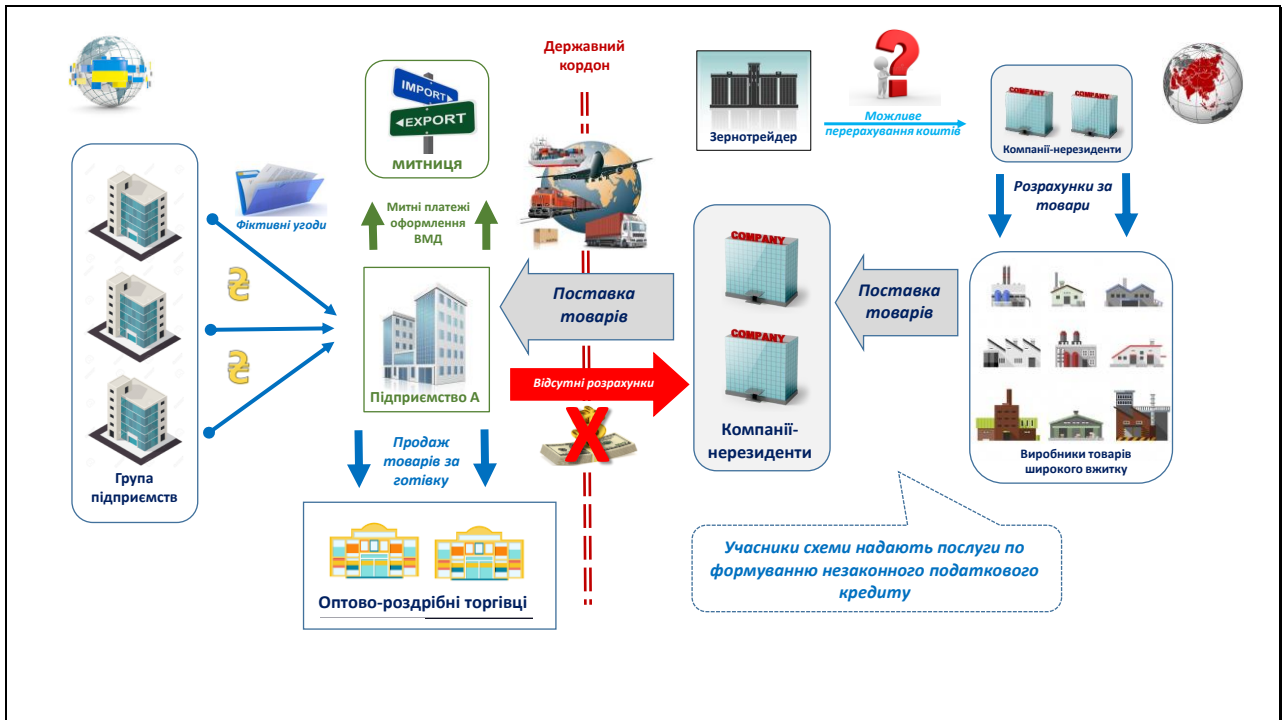 Державний
кордон
IMPORT
EXPORT
митниця
Митні платежі
оформлення
ВМД
Фіктивні угоди
Група
підприємств
Підприємство А
Продаж
товарів за
готівку
Оптово-роздрібні торгівці
Поставка
товарів
Відсутні розрахунки
X
COMPANY
COMPANY
Компанії-
нерезиденти
Зернотрейдер
?
Можливе
перерахування коштів
COMPANY
COMPANY
Компанії-нерезиденти
Розрахунки за
товари
Поставка
товарів
Виробники товарів
широкого вжитку
Учасники схеми надають послуги по
формуванню незаконного податкового
кредиту